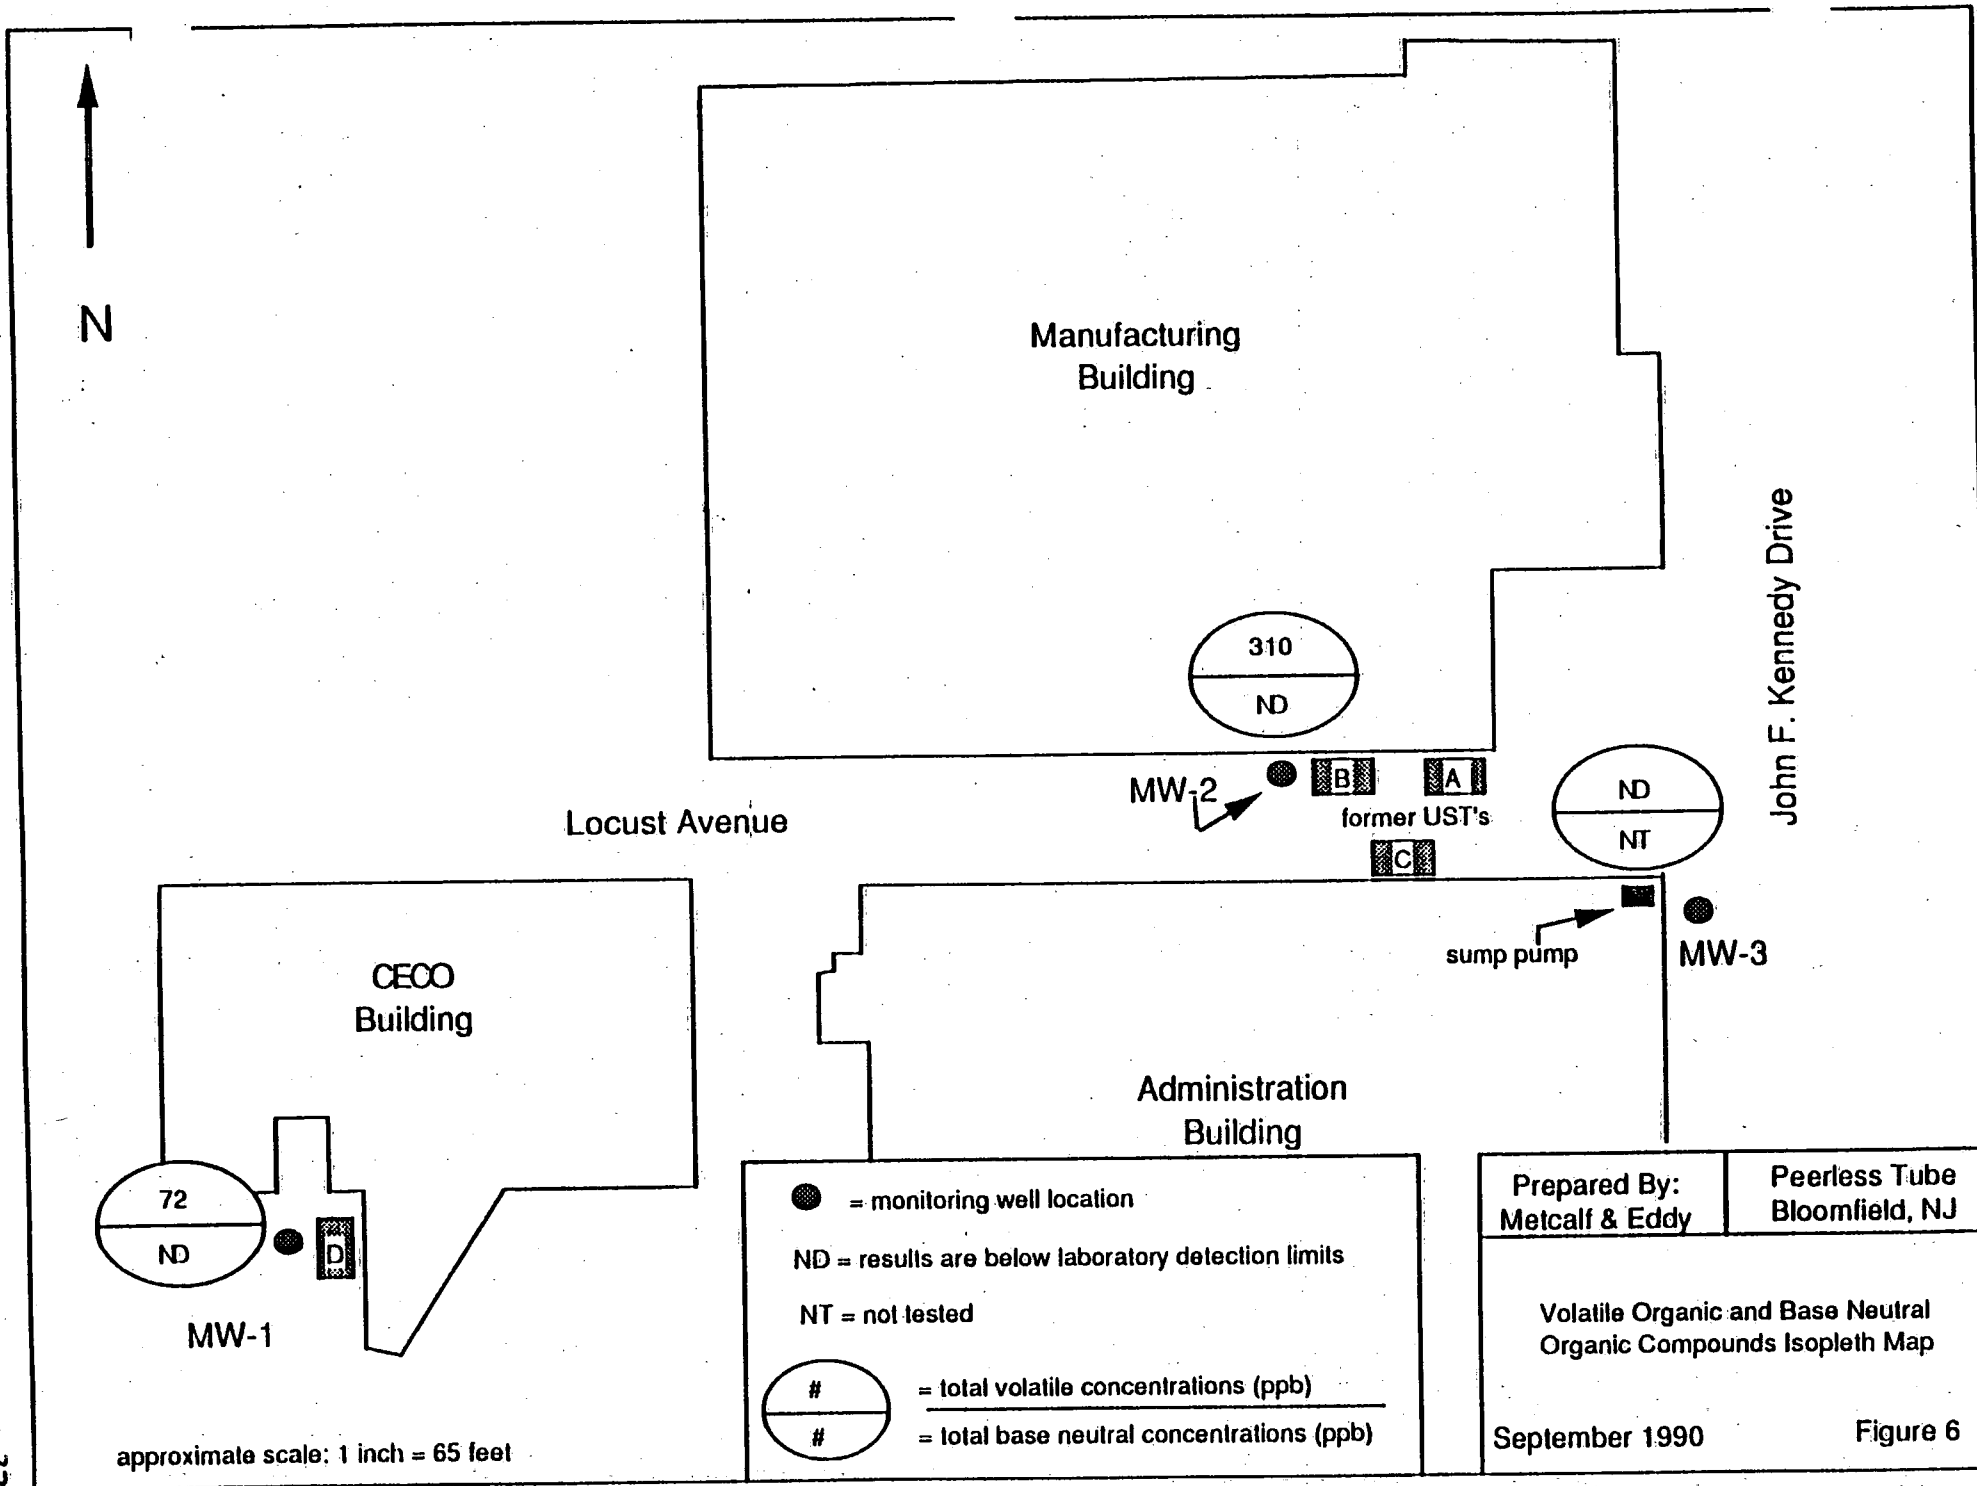 N
Manufacturing
Building
John F. Kennedy Drive
310
ND
MW-2
B
A
former UST's
C
ND
NT
Locust Avenue
sump pump
MW-3
CECO
Building
Administration
Building
72
ND
D
MW-1
= monitoring well location
ND = results are below laboratory detection limits
NT = not tested
#
= total volatile concentrations (ppb)
#
= total base neutral concentrations (ppb)
approximate scale: 1 inch = 65 feet
Prepared By:
Metcalf & Eddy
Peerless Tube
Bloomfield, NJ
Volatile Organic and Base Neutral
Organic Compounds Isopleth Map
September 1990
Figure 6